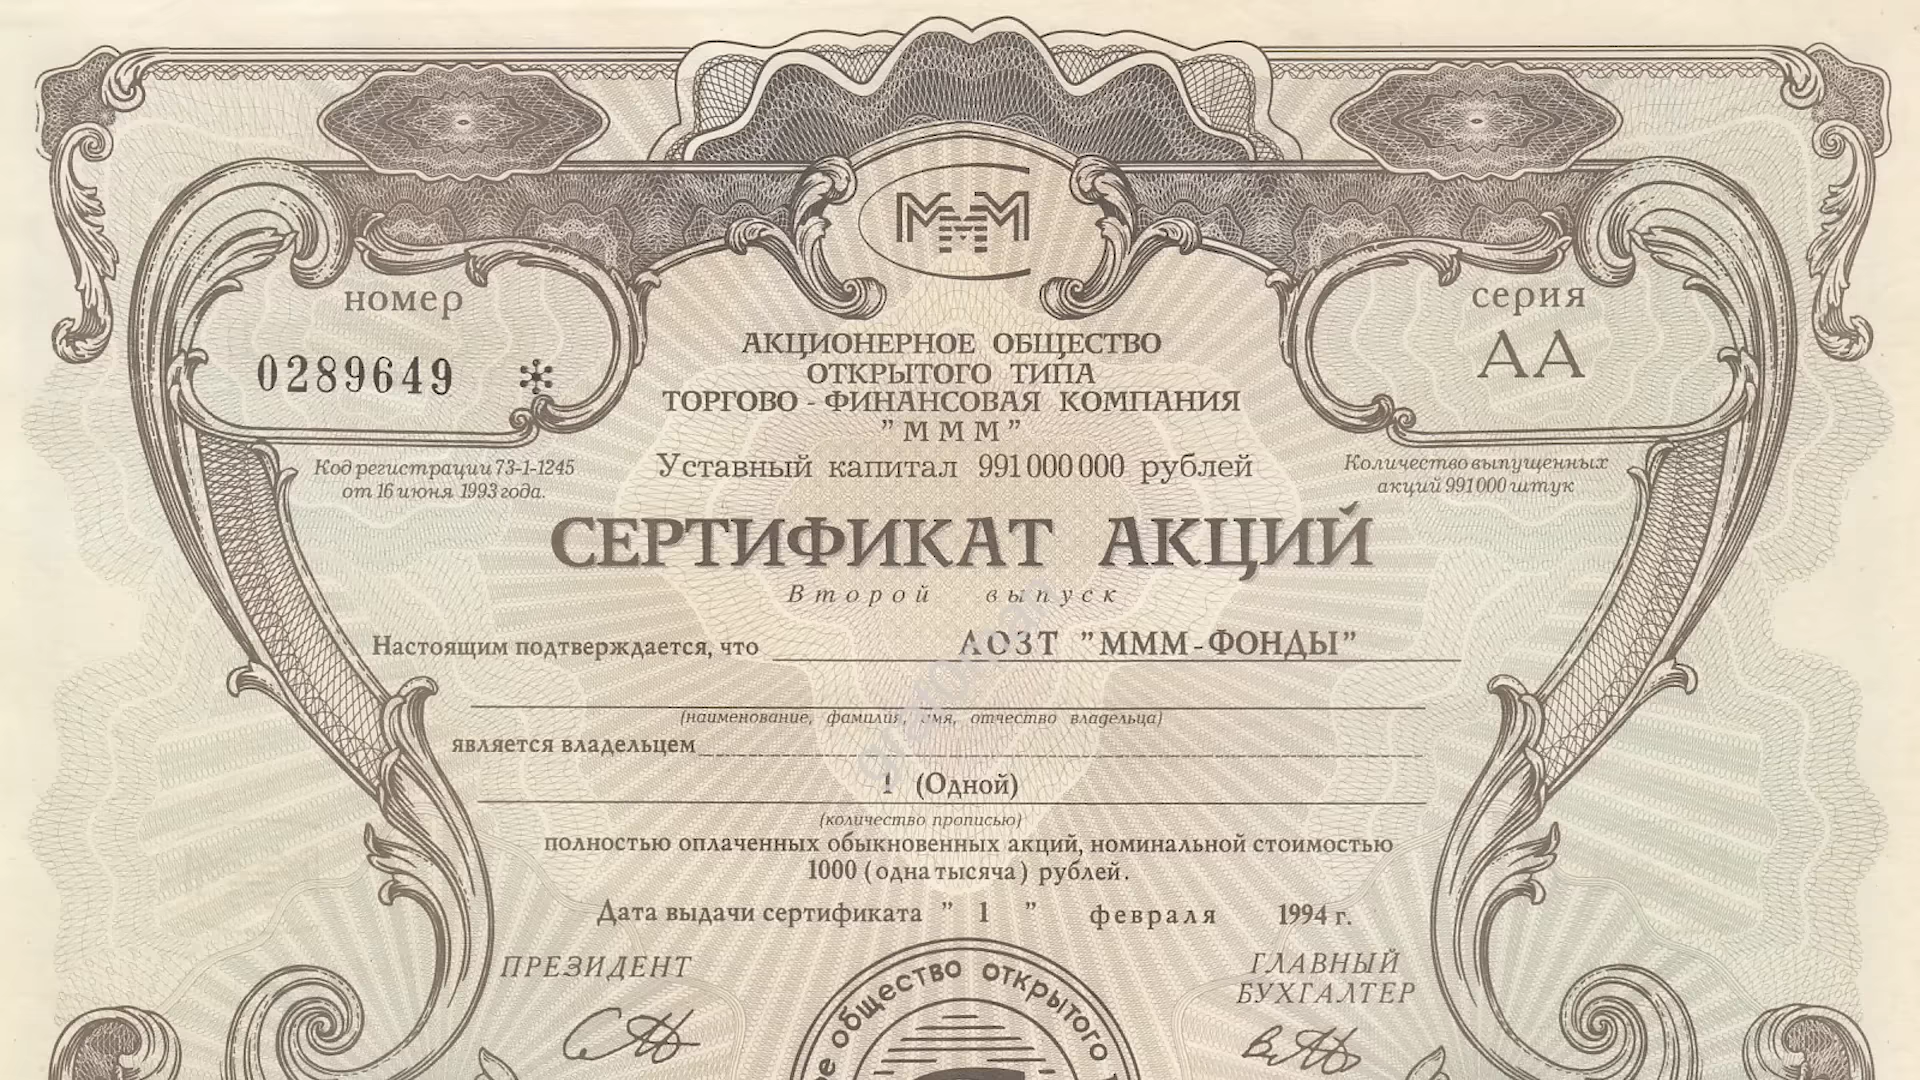 МММ
номер
0289649 *
серия
АА
АКЦИОНЕРНОЕ ОБЩЕСТВО
ОТКРЫТОГО ТИПА
ТОРГОВО - ФИНАНСОВАЯ КОМПАНИЯ
"МММ"
Код регистрации 73-1-1245
от 16 июня 1993 года.
Уставный капитал 991 000 000 рублей
Количество выпущенных
акций 991 000 штук
СЕРТИФИКАТ АКЦИЙ
Второй выпуск
Настоящим подтверждается, что АОЗТ "МММ-ФОНДЫ"
(наименование, фамилия, имя, отчество владельца)
является владельцем
1 (Одной)
(количество прописью)
полностью оплаченных обыкновенных акций, номинальной стоимостью
1000 (одна тысяча) рублей.
Дата выдачи сертификата " 1 " февраля 1994 г.
ПРЕЗИДЕНТ
ГЛАВНЫЙ
БУХГАЛТЕР
общество открытого